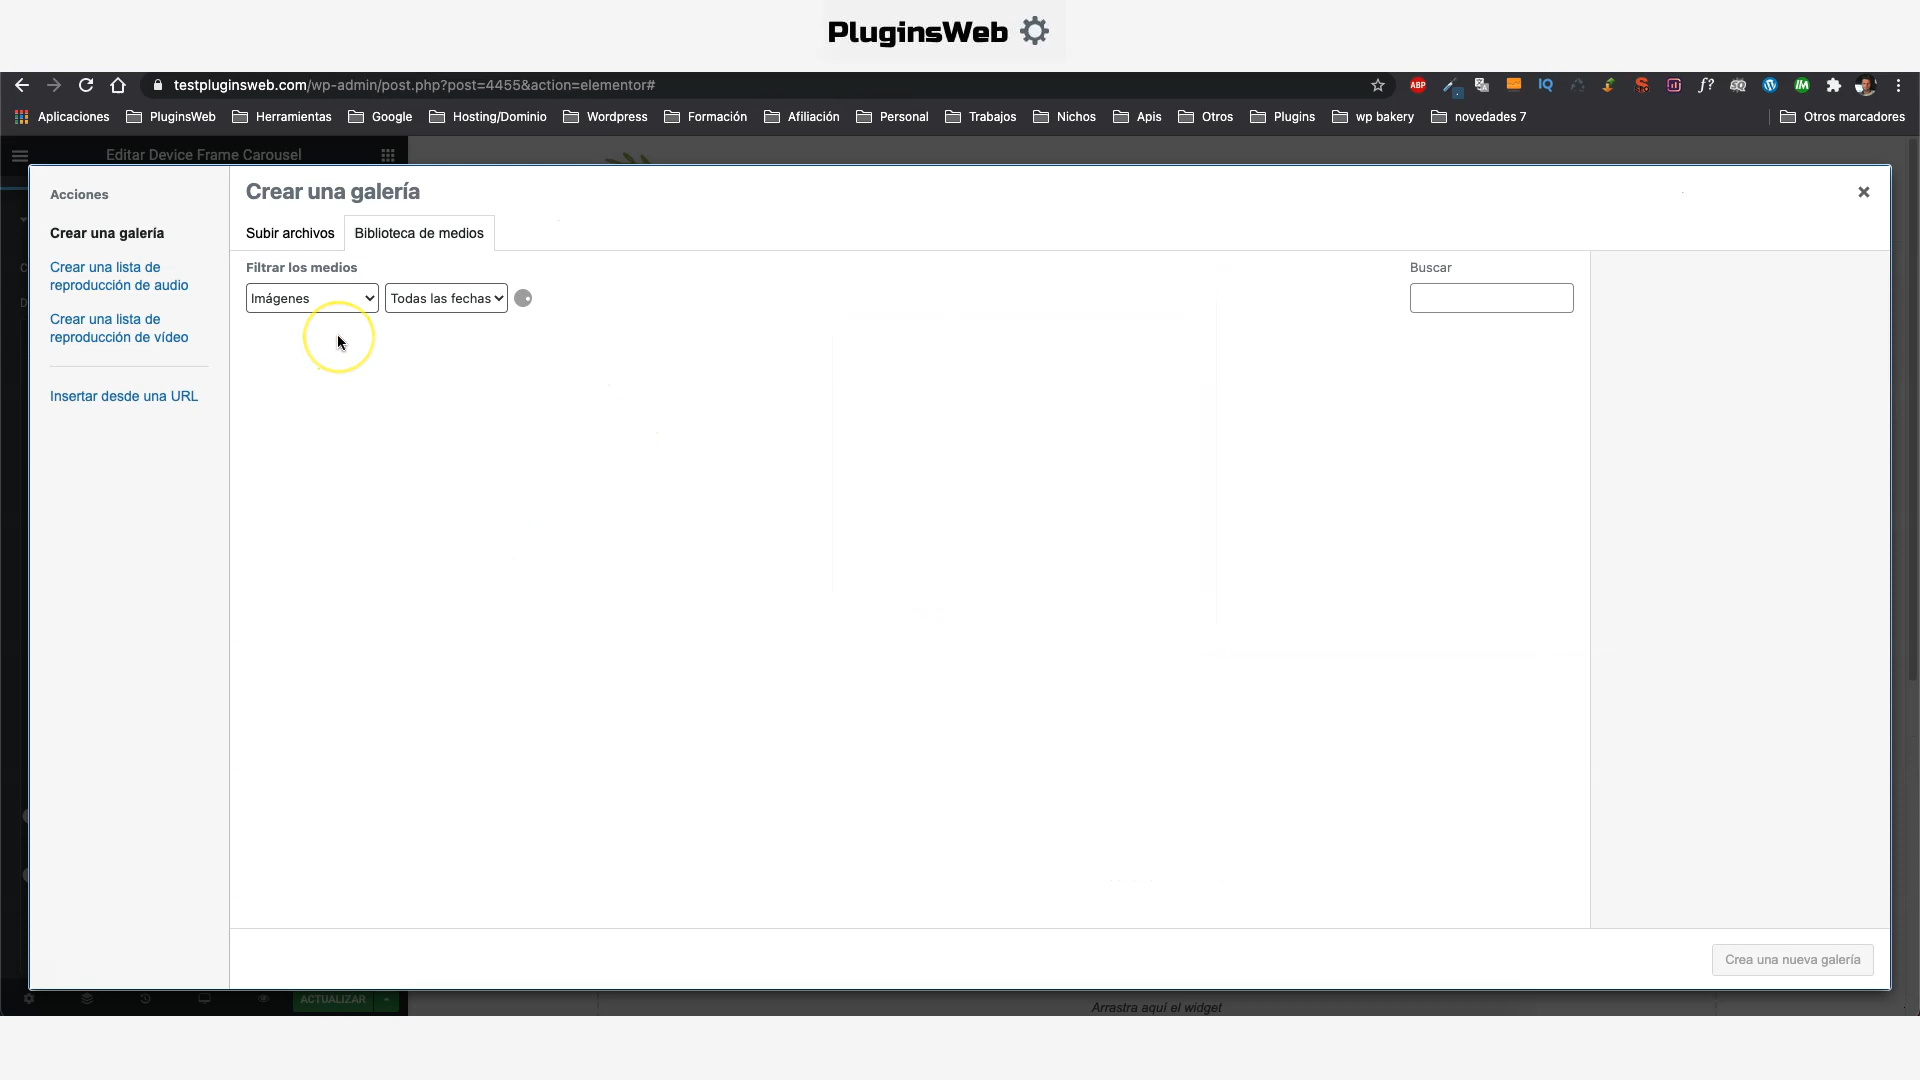 PluginsWeb
testpluginsweb.com/wp-admin/post.php?post=4455&action=elementor#
ABP
IQ
f?
Aplicaciones
PluginsWeb
Herramientas
Google
Hosting/Dominio
Wordpress
Formación
Afiliación
Personal
Trabajos
Nichos
Apis
Otros
Plugins
wp bakery
novedades 7
Otros marcadores
Editar Device Frame Carousel
Acciones
Crear una galería
Crear una lista de
reproducción de audio
Crear una lista de
reproducción de vídeo
Insertar desde una URL
Crear una galería
Subir archivos
Biblioteca de medios
Filtrar los medios
Imágenes
Todas las fechas
Buscar
Crea una nueva galería
ACTUALIZAR
Arrastra aquí el widget